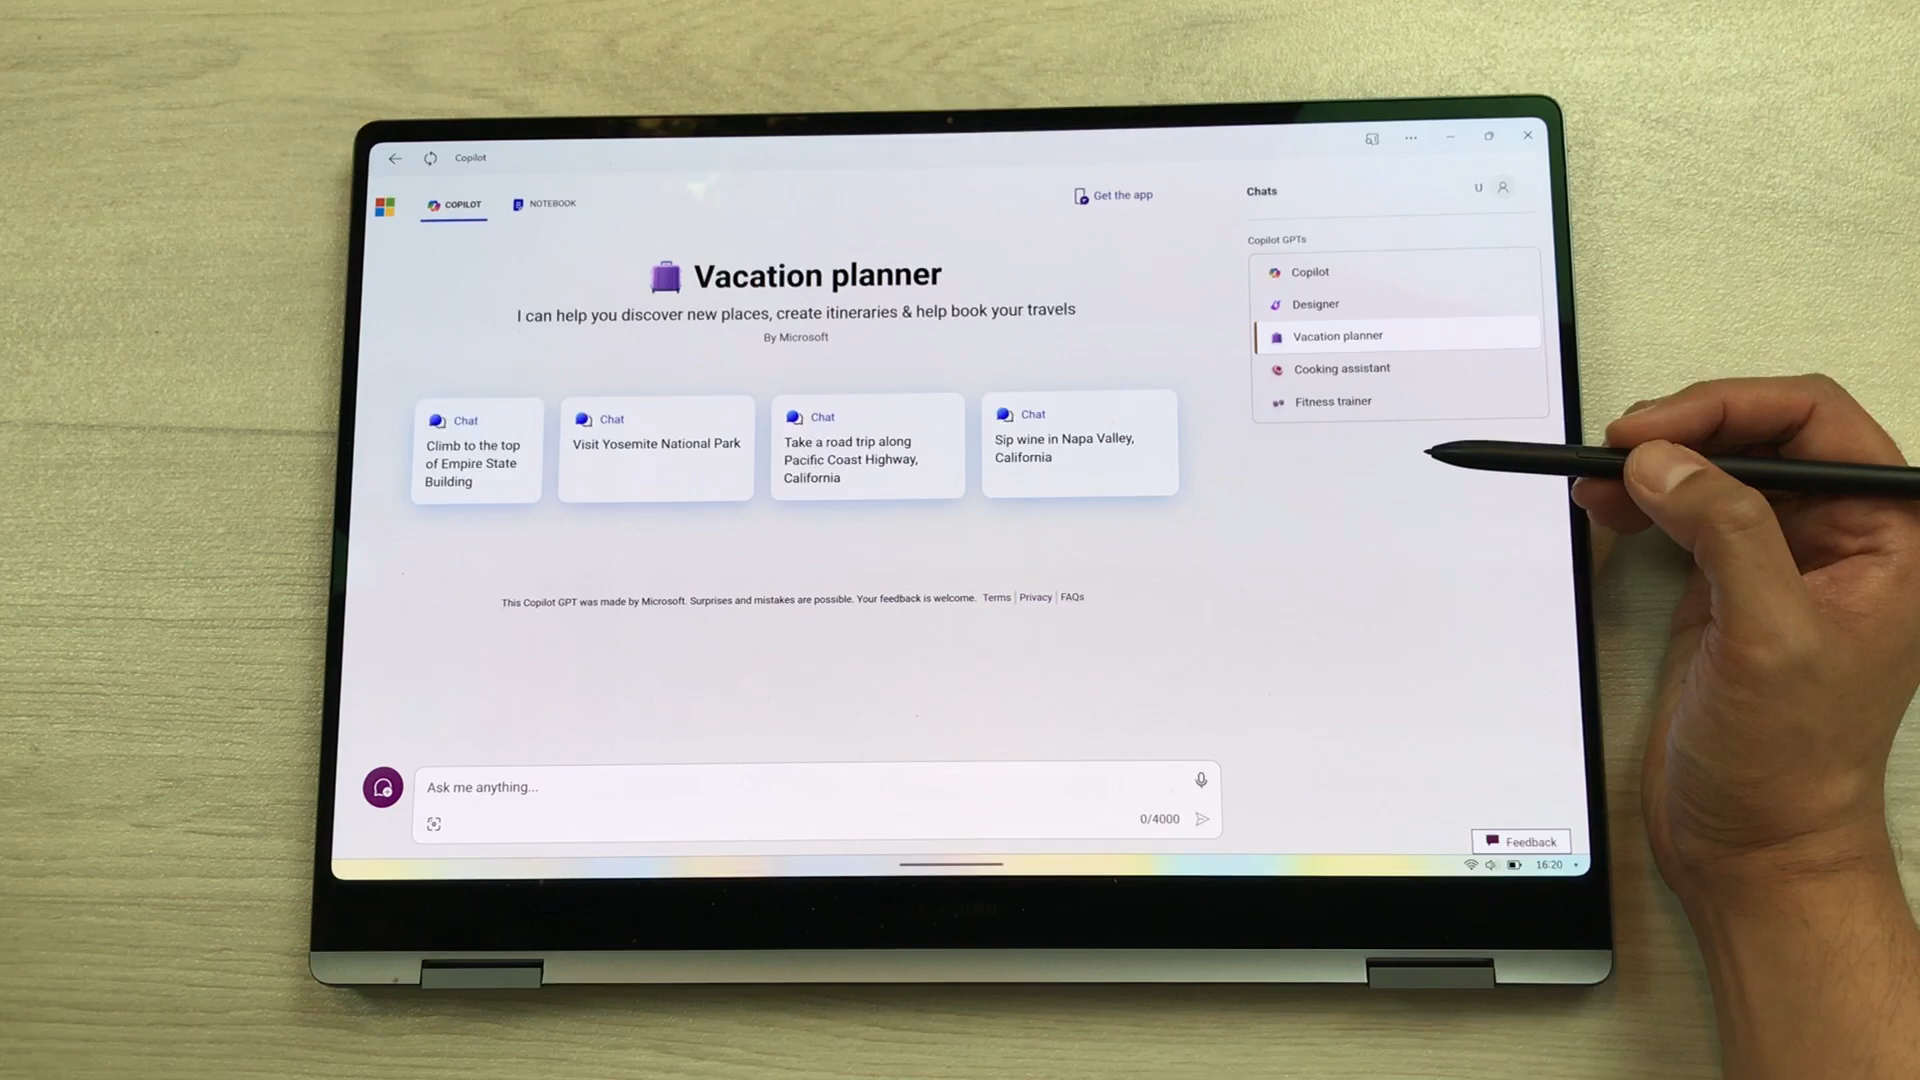 Copilot
COPILOT
NOTEBOOK
Get the app
Vacation planner
I can help you discover new places, create itineraries & help book your travels
By Microsoft
Chat
Climb to the top
of Empire State
Building
Chat
Visit Yosemite National Park
Chat
Take a road trip along
Pacific Coast Highway,
California
Chat
Sip wine in Napa Valley,
California
This Copilot GPT was made by Microsoft. Surprises and mistakes are possible. Your feedback is welcome. Terms | Privacy | FAQs
Ask me anything...
0/4000
Chats
U
Copilot GPTs
Copilot
Designer
Vacation planner
Cooking assistant
Fitness trainer
Feedback
16:20